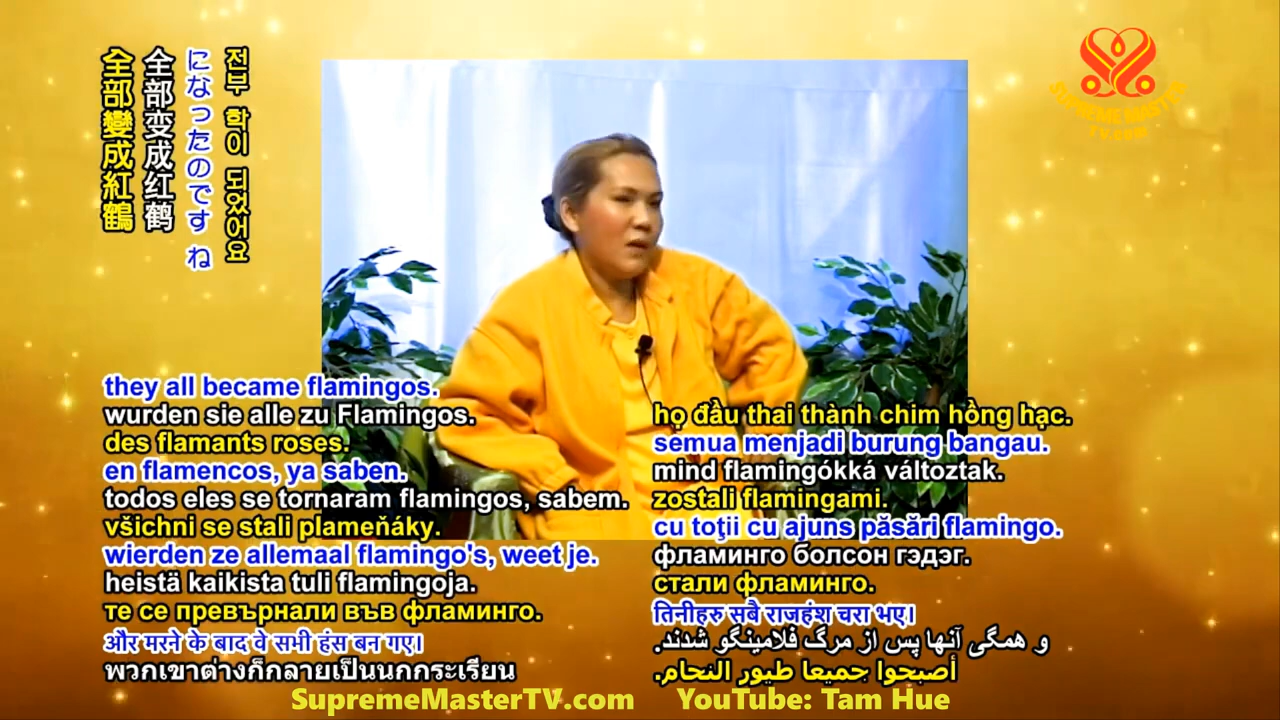 全部變成紅鶴
全部变成红鹤
になったのです ね
전부 학이 되겠어요
SUPREME MASTER
TV.com
they all became flamingos.
wurden sie alle zu Flamingos.
des flamants roses.
en flamencos, ya saben.
todos eles se tornaram flamingos, sabem.
všichni se stali plameňáky.
wierden ze allemaal flamingo's, weet je.
heistä kaikista tuli flamingoja.
те се превърнали във фламинго.
और मरने के बाद वे सभी हंस बन गए।
พวกเขาต่างก็กลายเป็นนกกระเรียน
họ đầu thai thành chim hồng hạc.
semua menjadi burung bangau.
mind flamingókká változtak.
zostali flamingami.
cu toţii cu ajuns păsări flamingo.
фламинго болсон гэдэг.
стали фламинго.
तिनीहरु सबै राजहंश चरा भए।
و همگی آنها پس از مرگ فلامینگو شدند.
أصبحوا جميعا طيور النحام.
SupremeMasterTV.com YouTube: Tam Hue